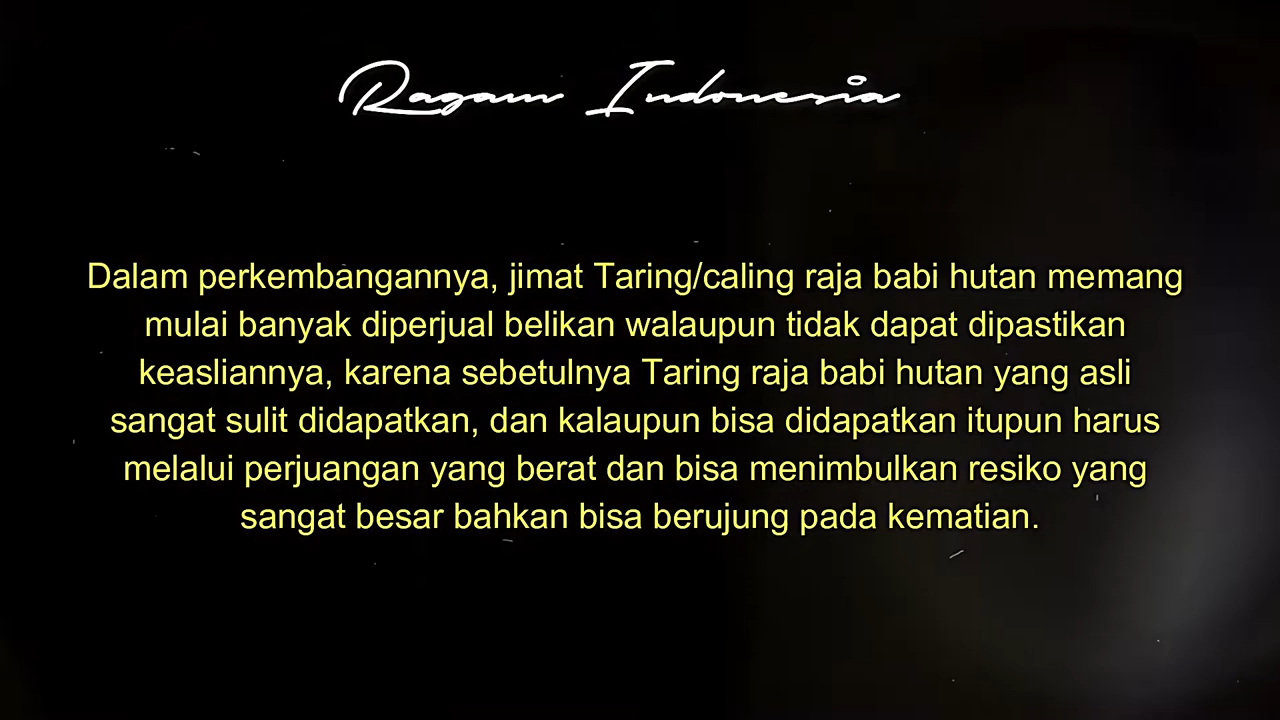 Ragam Indonesia
Dalam perkembangannya, jimat Taring/caling raja babi hutan memang
mulai banyak diperjual belikan walaupun tidak dapat dipastikan
keasliannya, karena sebetulnya Taring raja babi hutan yang asli
sangat sulit didapatkan, dan kalaupun bisa didapatkan itupun harus
melalui perjuangan yang berat dan bisa menimbulkan resiko yang
sangat besar bahkan bisa berujung pada kematian.